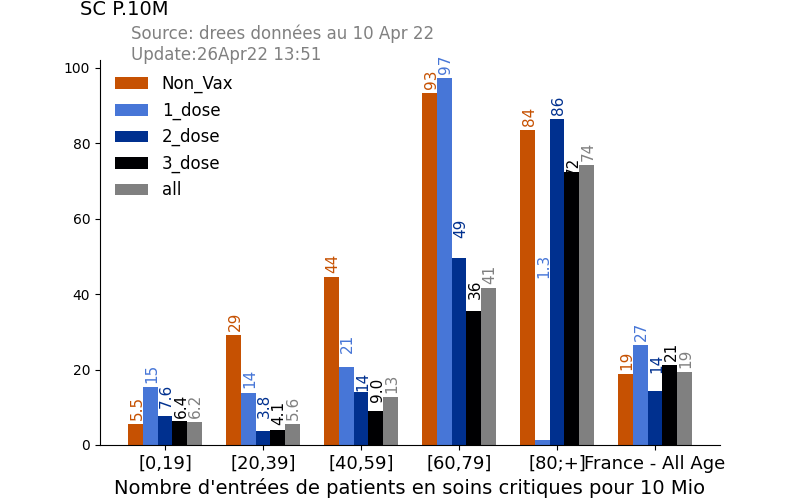 SC P.10M
Source: drees données au 10 Apr 22
Update:26Apr22 13:51
100
80
60
40
20
0
Non_Vax
1_dose
2_dose
3_dose
all
5.5 15 7.6 6.4 6.2
29 14 3.8 4.1 5.6
44 21 14 9.0 13
93 97 49 36 41
84 1.3 86 72 74
19 27 14 21 19
[0,19] [20,39] [40,59] [60,79] [80;+] France - All Age
Nombre d'entrées de patients en soins critiques pour 10 Mio